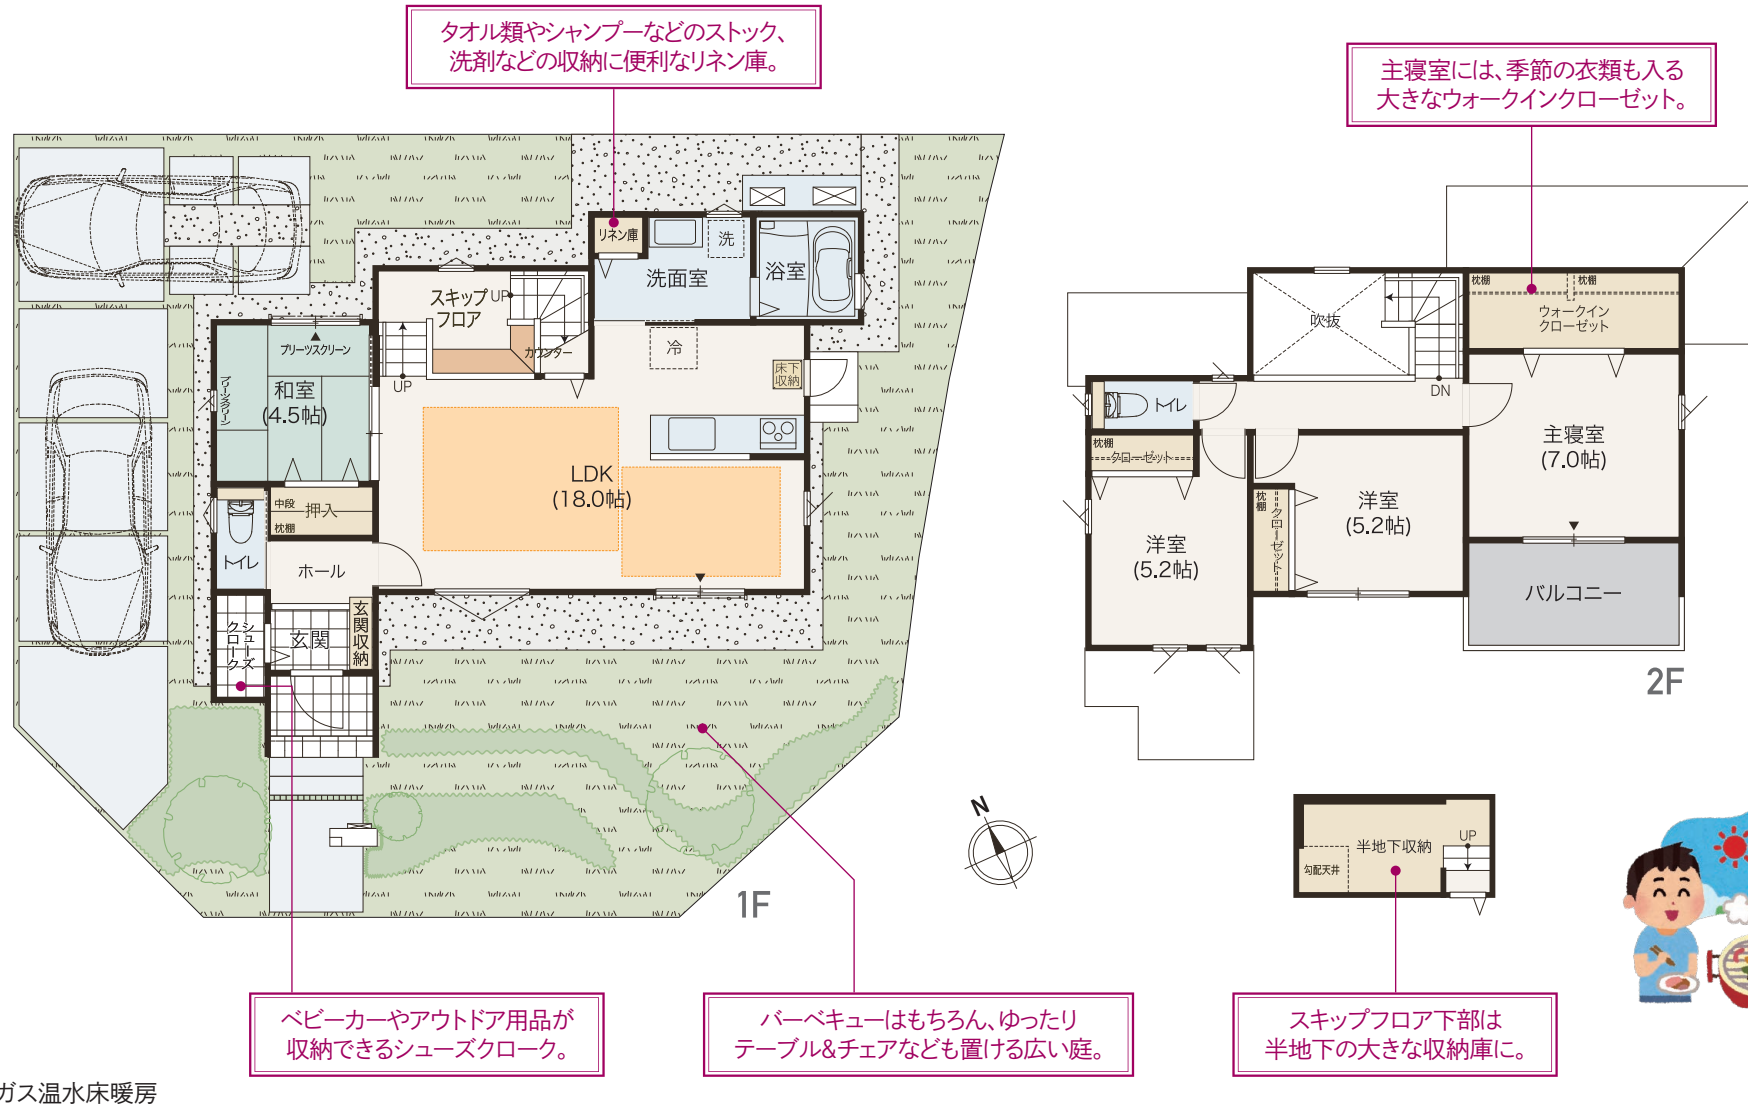 タオル類やシャンプーなどのストック、
洗剤などの収納に便利なリネン庫。
主寝室には、季節の衣類も入る
大きなウォークインクローゼット。
リネン庫
洗
洗面室
浴室
スキップ
フロア
UP
カウンター
UP
冷
床下
収納
プリーツスクリーン
プリーツスクリーン
和室
(4.5帖)
LDK
(18.0帖)
中段
押入
枕棚
トイレ
ホール
シューズ
クローク
玄関
玄関収納
1F
N
吹抜
DN
枕棚
枕棚
ウォークイン
クローゼット
トイレ
枕棚
クローゼット
主寝室
(7.0帖)
洋室
(5.2帖)
枕棚
クローゼット
洋室
(5.2帖)
バルコニー
2F
半地下収納
UP
勾配天井
ベビーカーやアウトドア用品が
収納できるシューズクローク。
バーベキューはもちろん、ゆったり
テーブル&チェアなども置ける広い庭。
スキップフロア下部は
半地下の大きな収納庫に。
ガス温水床暖房